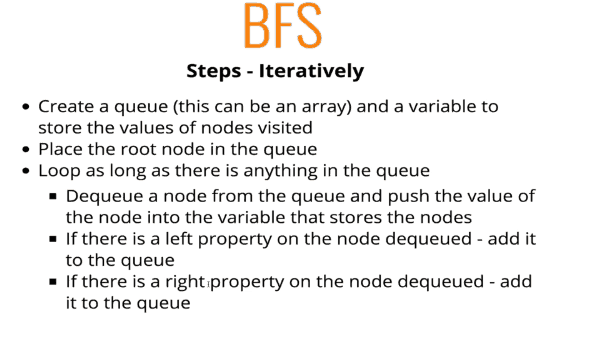 BFS
Steps - Iteratively
Create a queue (this can be an array) and a variable to
store the values of nodes visited
Place the root node in the queue
Loop as long as there is anything in the queue
Dequeue a node from the queue and push the value of
the node into the variable that stores the nodes
If there is a left property on the node dequeued - add it
to the queue
If there is a right property on the node dequeued - add
it to the queue